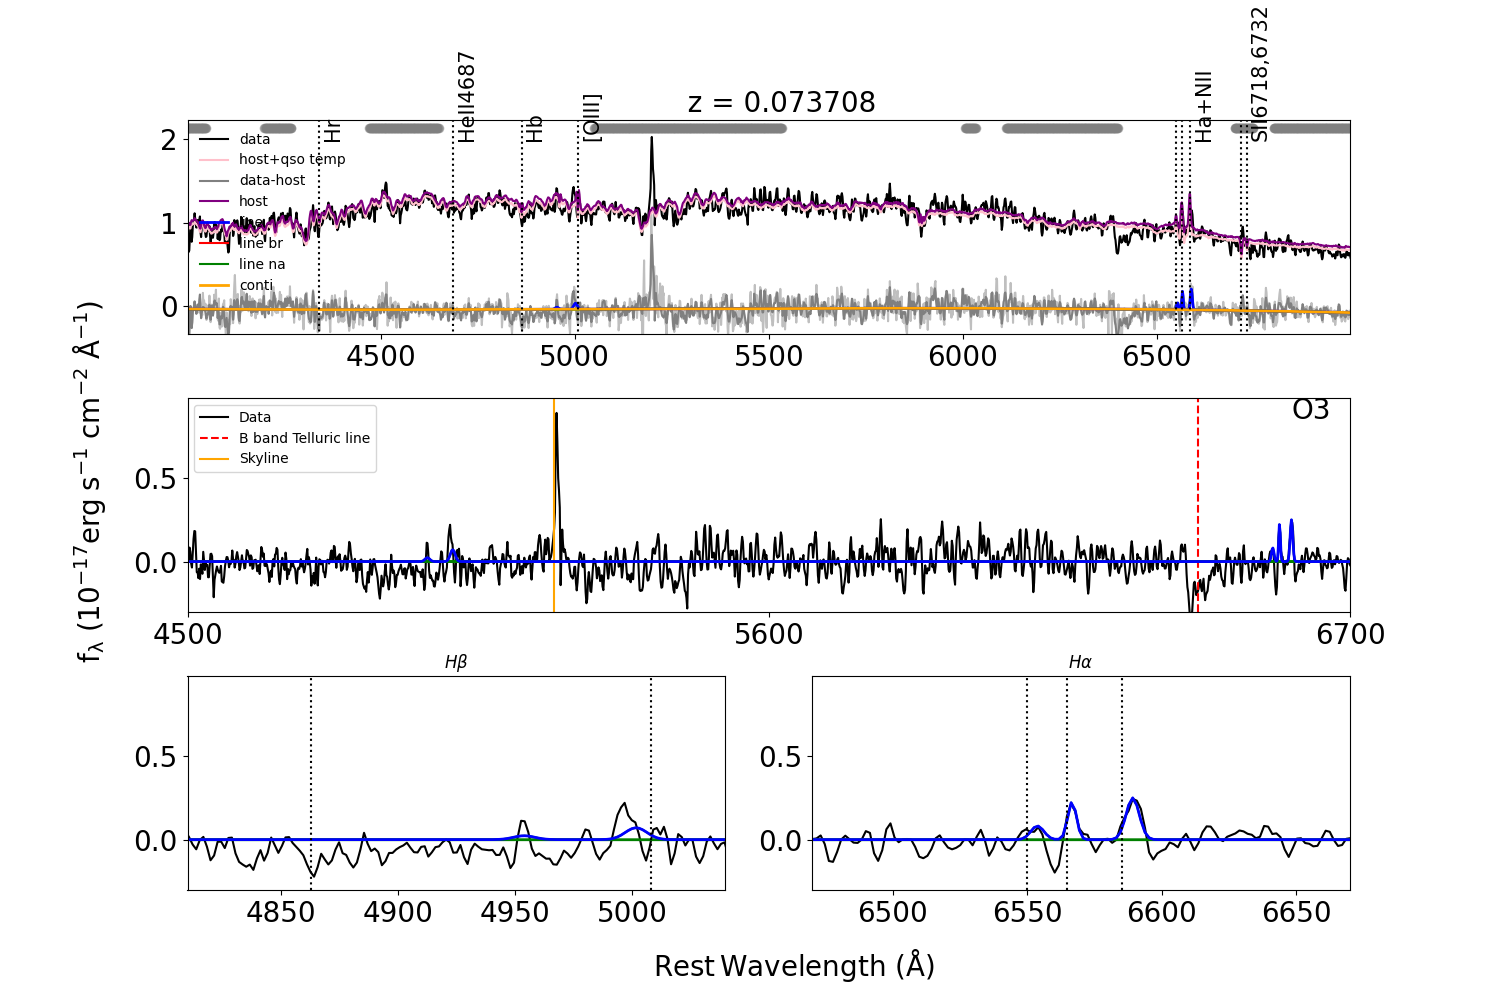 z = 0.073708
Hr
HeII4687
Hb
[OIII]
Ha+NII
SII6718,6732
data
host+qso temp
data-host
host
line
line br
line na
conti
2
1
0
4500
5000
5500
6000
6500
fλ (10⁻¹⁷erg s⁻¹ cm⁻² Å⁻¹)
O3
Data
B band Telluric line
Skyline
0.5
0.0
4500
5600
6700
Hβ
0.5
0.0
4850
4900
4950
5000
Hα
0.5
0.0
6500
6550
6600
6650
Rest Wavelength (Å)